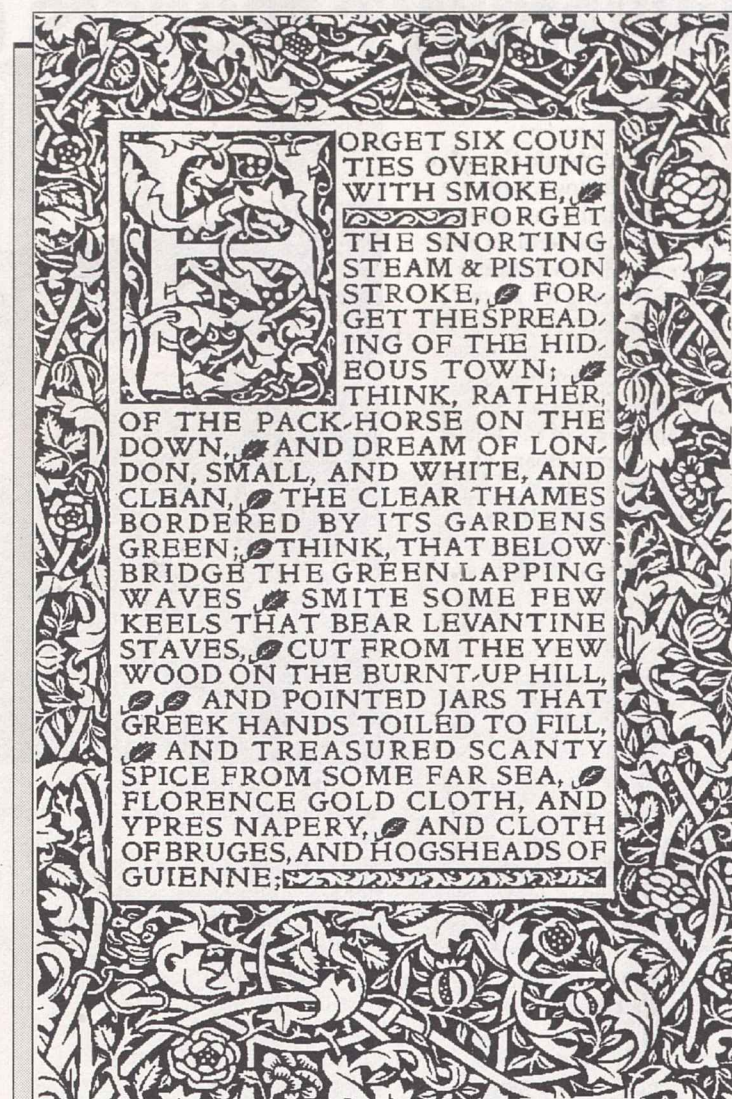 FORGET SIX COUN
TIES OVERHUNG
WITH SMOKE,
FORGET
THE SNORTING
STEAM & PISTON
STROKE, FOR-
GET THE SPREAD-
ING OF THE HID-
EOUS TOWN;
THINK, RATHER,
OF THE PACK-HORSE ON THE
DOWN, AND DREAM OF LON-
DON, SMALL, AND WHITE, AND
CLEAN, THE CLEAR THAMES
BORDERED BY ITS GARDENS
GREEN; THINK, THAT BELOW
BRIDGE THE GREEN LAPPING
WAVES SMITE SOME FEW
KEELS THAT BEAR LEVANTINE
STAVES, CUT FROM THE YEW
WOOD ON THE BURNT-UP HILL,
AND POINTED JARS THAT
GREEK HANDS TOILED TO FILL,
AND TREASURED SCANTY
SPICE FROM SOME FAR SEA,
FLORENCE GOLD CLOTH, AND
YPRES NAPERY, AND CLOTH
OF BRUGES, AND HOGSHEADS OF
GUIENNE;